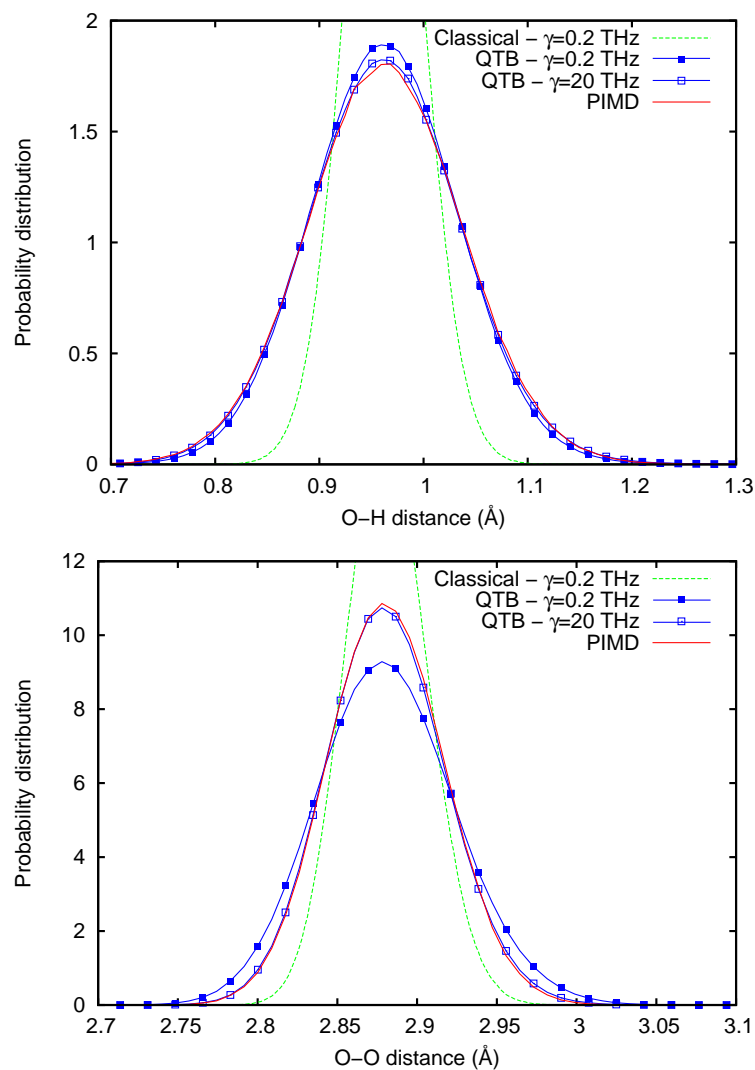 2
1.5
1
0.5
0
Probability distribution
Classical − γ=0.2 THz
QTB − γ=0.2 THz
QTB − γ=20 THz
PIMD
0.7 0.8 0.9 1 1.1 1.2 1.3
O−H distance (Å)
12
10
8
6
4
2
0
Probability distribution
Classical − γ=0.2 THz
QTB − γ=0.2 THz
QTB − γ=20 THz
PIMD
2.7 2.75 2.8 2.85 2.9 2.95 3 3.05 3.1
O−O distance (Å)